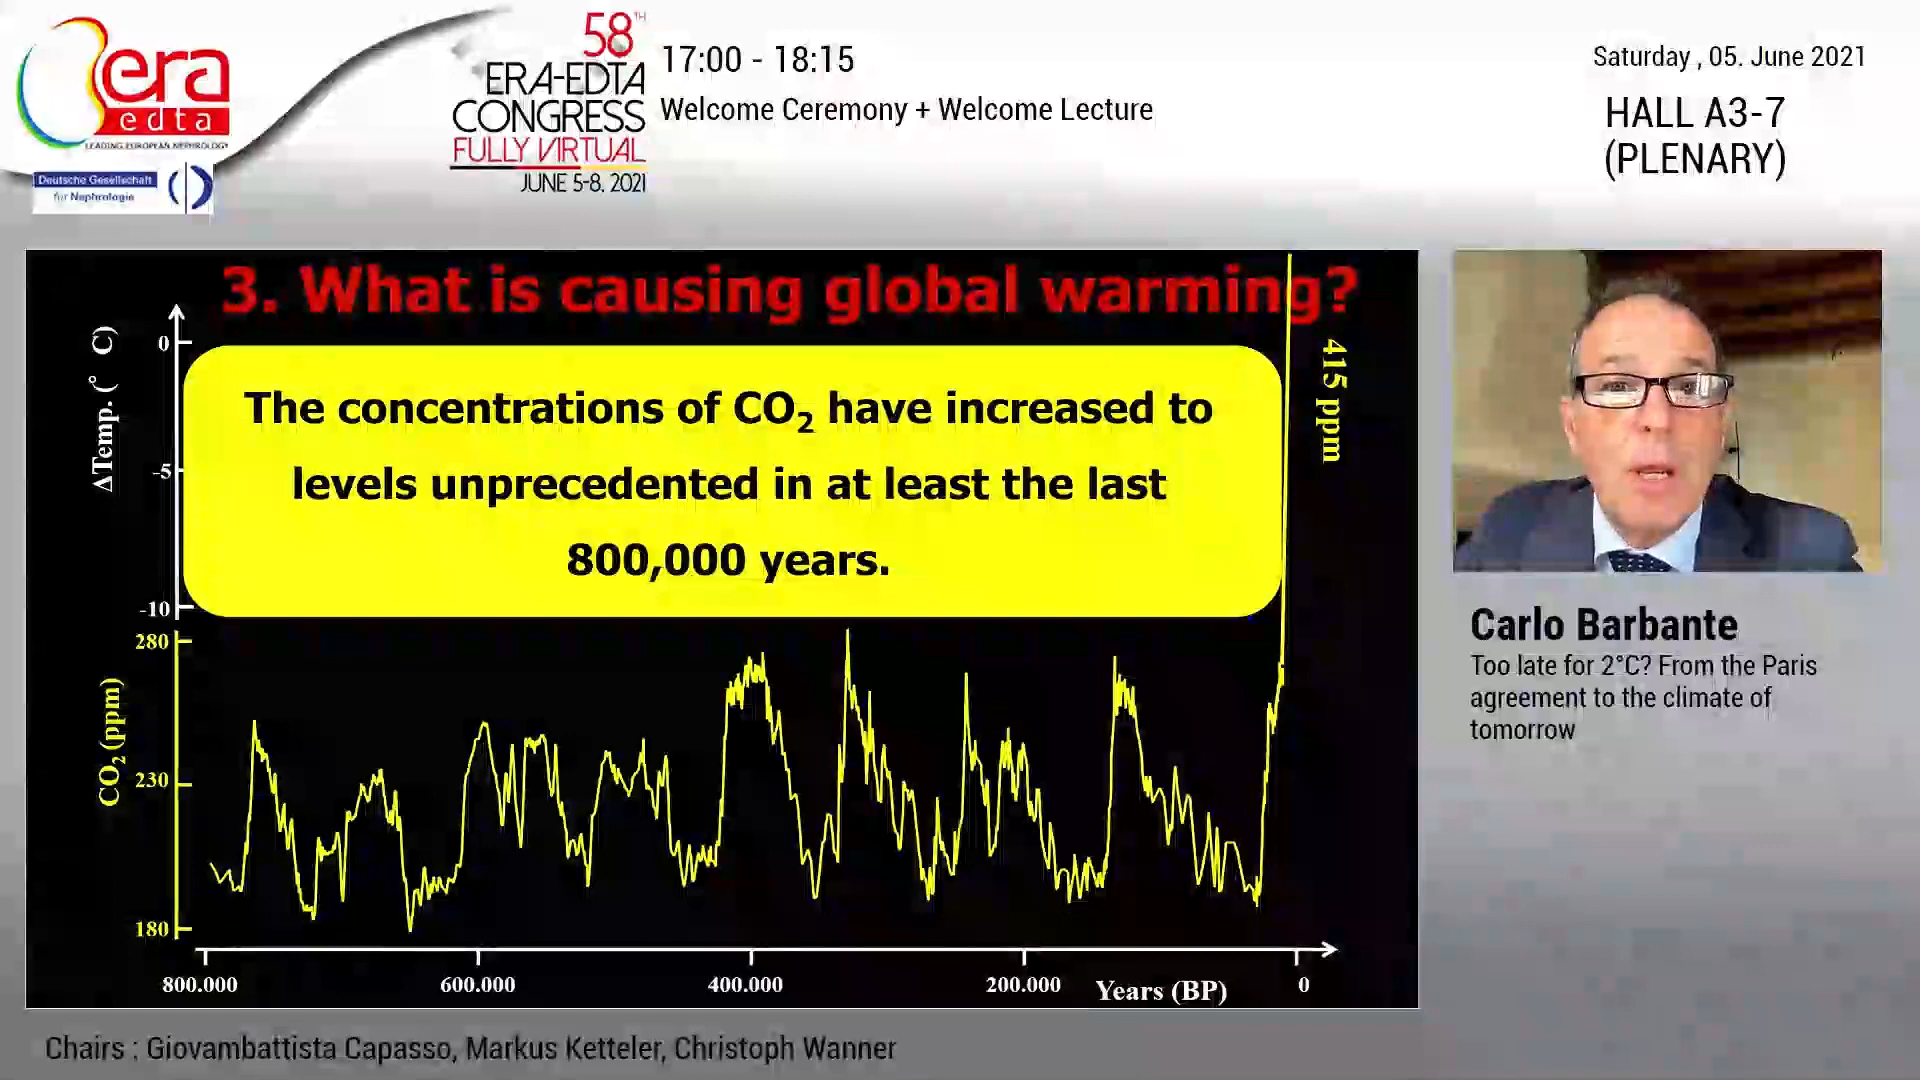 era
edta
LEADING EUROPEAN NEPHROLOGY
Deutsche Gesellschaft
für Nephrologie
58TH
ERA-EDTA
CONGRESS
FULLY VIRTUAL
JUNE 5-8, 2021
17:00 - 18:15
Welcome Ceremony + Welcome Lecture
Saturday , 05. June 2021
HALL A3-7
(PLENARY)
3. What is causing global warming?
ΔTemp. (° C)
0
-5
-10
The concentrations of CO₂ have increased to
levels unprecedented in at least the last
800,000 years.
415 ppm
CO₂ (ppm)
280
230
180
800.000
600.000
400.000
200.000
Years (BP)
0
Carlo Barbante
Too late for 2°C? From the Paris
agreement to the climate of
tomorrow
Chairs : Giovambattista Capasso, Markus Ketteler, Christoph Wanner